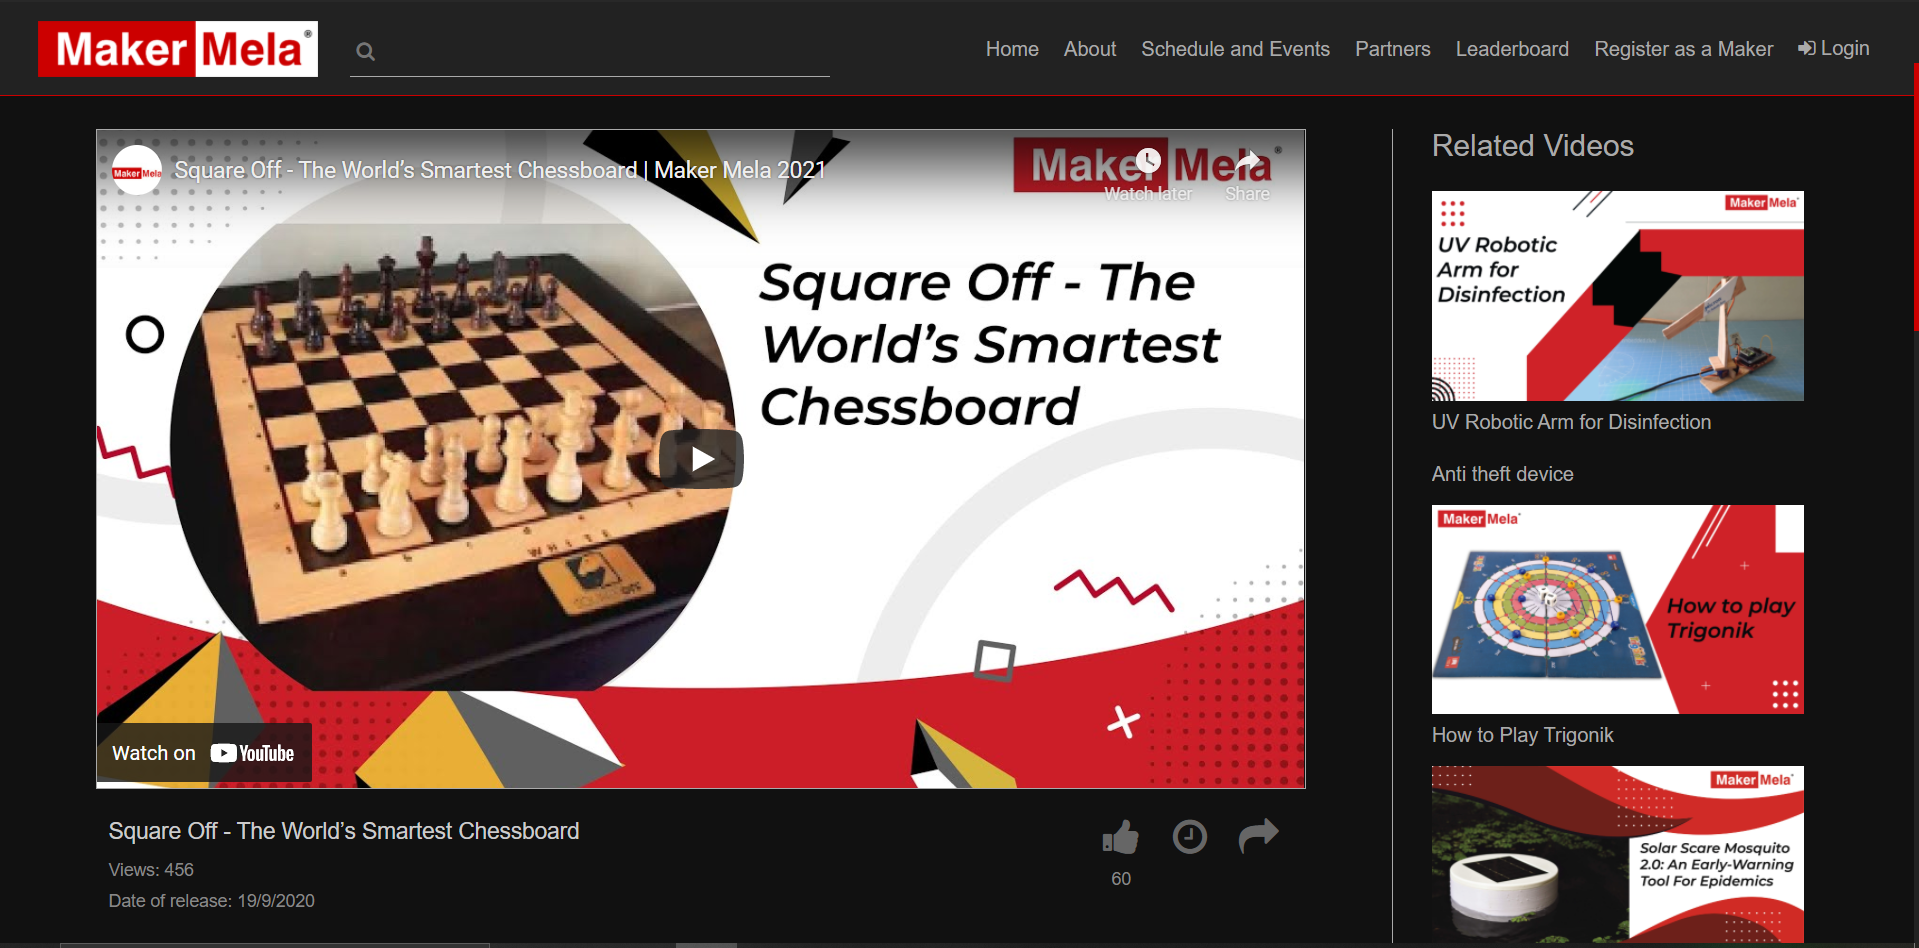 Maker Mela
Home
About
Schedule and Events
Partners
Leaderboard
Register as a Maker
Login
Maker Mela
Square Off - The World’s Smartest Chessboard | Maker Mela 2021
Maker Mela
Watch later
Share
Square Off - The
World’s Smartest
Chessboard
WHITE
Watch on YouTube
Square Off - The World’s Smartest Chessboard
Views: 456
Date of release: 19/9/2020
60
Related Videos
Maker Mela
UV Robotic
Arm for
Disinfection
UV Robotic Arm for Disinfection
Anti theft device
Maker Mela
How to play
Trigonik
How to Play Trigonik
Maker Mela
Solar Scare Mosquito
2.0: An Early-Warning
Tool For Epidemics